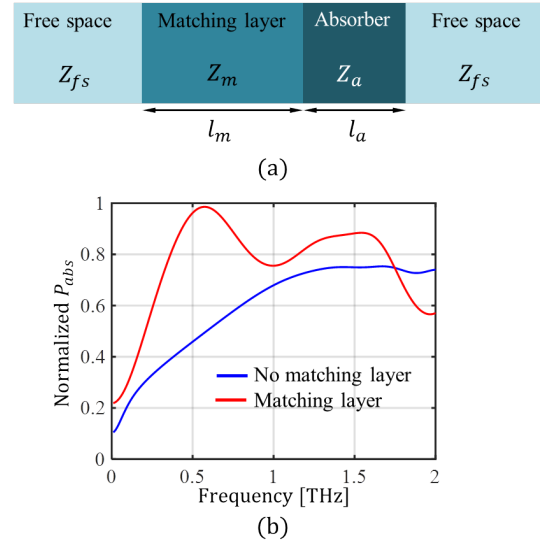 Free space Matching layer Absorber Free space
Z_fs Z_m Z_a Z_fs
l_m l_a
(a)
1
0.8
0.6
0.4
0.2
0
Normalized P_abs
No matching layer
Matching layer
0 0.5 1 1.5 2
Frequency [THz]
(b)